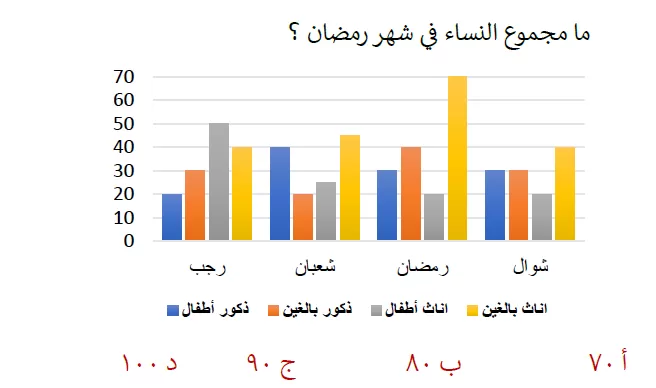 ما مجموع النساء في شهر رمضان ؟
70
60
50
40
30
20
10
0
رجب شعبان رمضان شوال
ذكور أطفال ذكور بالغين اناث أطفال اناث بالغين
أ ٧٠ ب ٨٠ ج ٩٠ د ١٠٠